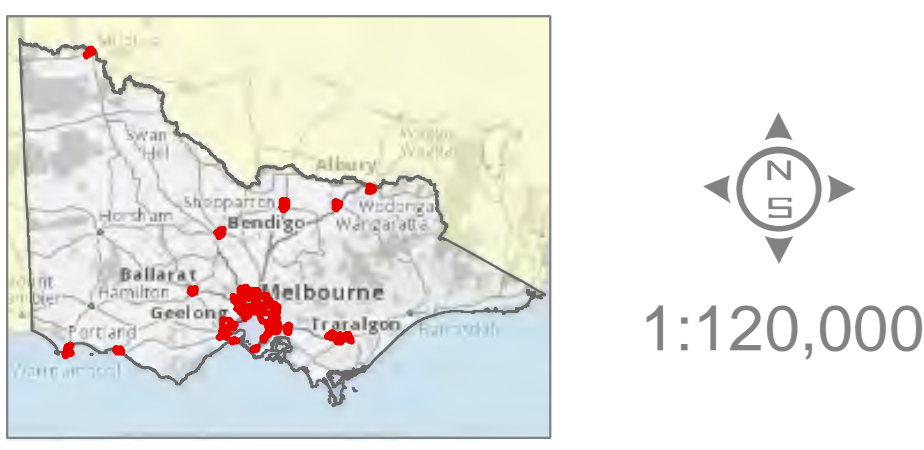 Mildura
Swan
Hill
Wagga
Wagga
Albury
Shepparton
Wodonga
Horsham
Bendigo
Wangaratta
Ballarat
Hamilton
Melbourne
Geelong
Traralgon
Bairnsdale
Portland
Warrnambool
N
S
1:120,000